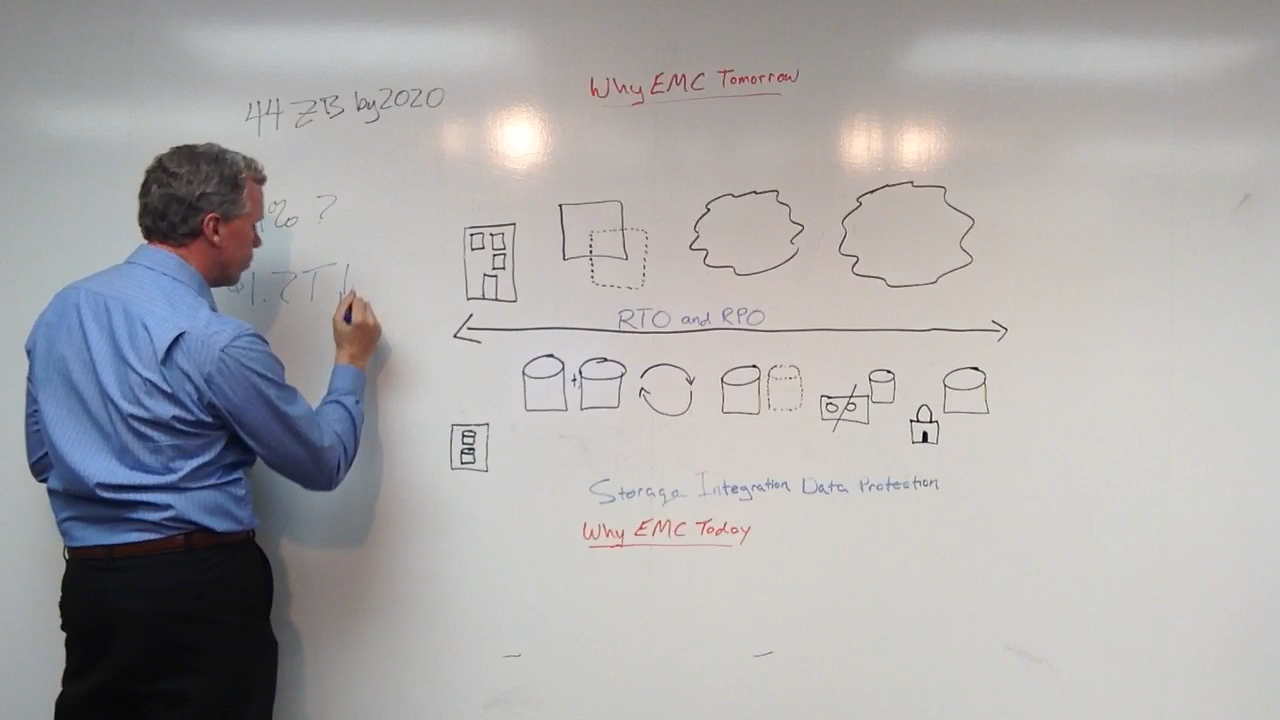 Why EMC Tomorrow
44 ZB by 2020
% ?
1.7T
RTO and RPO
+
Storage Integration Data Protection
Why EMC Today